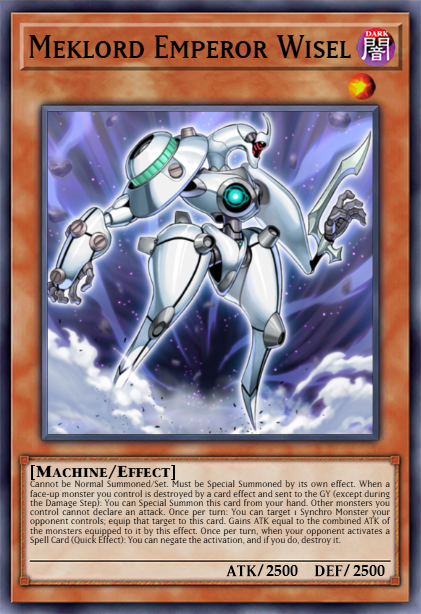 Meklord Emperor Wisel
DARK
闇
[Machine/Effect]
Cannot be Normal Summoned/Set. Must be Special Summoned by its own effect. When a
face-up monster you control is destroyed by a card effect and sent to the GY (except during
the Damage Step): You can Special Summon this card from your hand. Other monsters you
control cannot declare an attack. Once per turn: You can target 1 Synchro Monster your
opponent controls; equip that target to this card. Gains ATK equal to the combined ATK of
the monsters equipped to it by this effect. Once per turn, when your opponent activates a
Spell Card (Quick Effect): You can negate the activation, and if you do, destroy it.
ATK/2500 DEF/2500